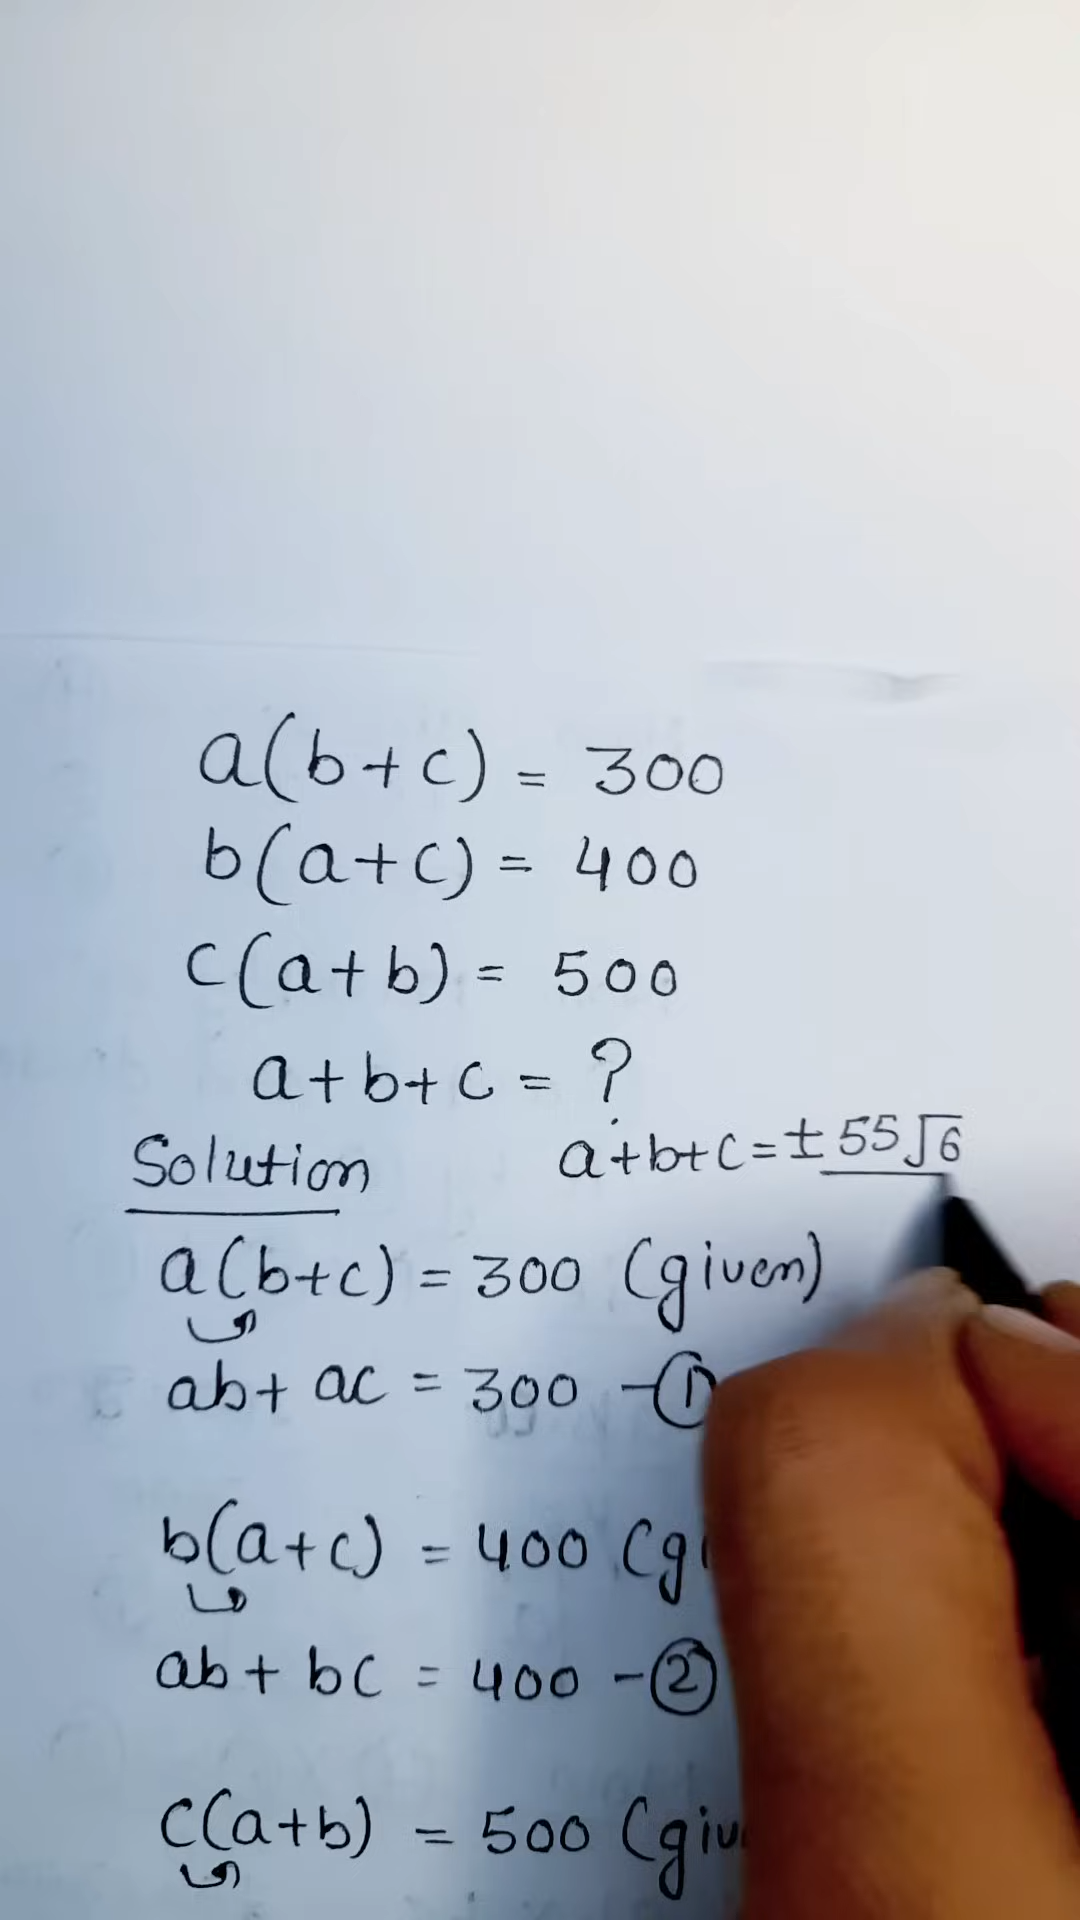 a(b+c) = 300
b(a+c) = 400
c(a+b) = 500
a+b+c = ?
Solution
a+b+c = ± 55√6
a(b+c) = 300 (given)
ab + ac = 300 - ①
b(a+c) = 400
ab + bc = 400 - ②
c(a+b) = 500